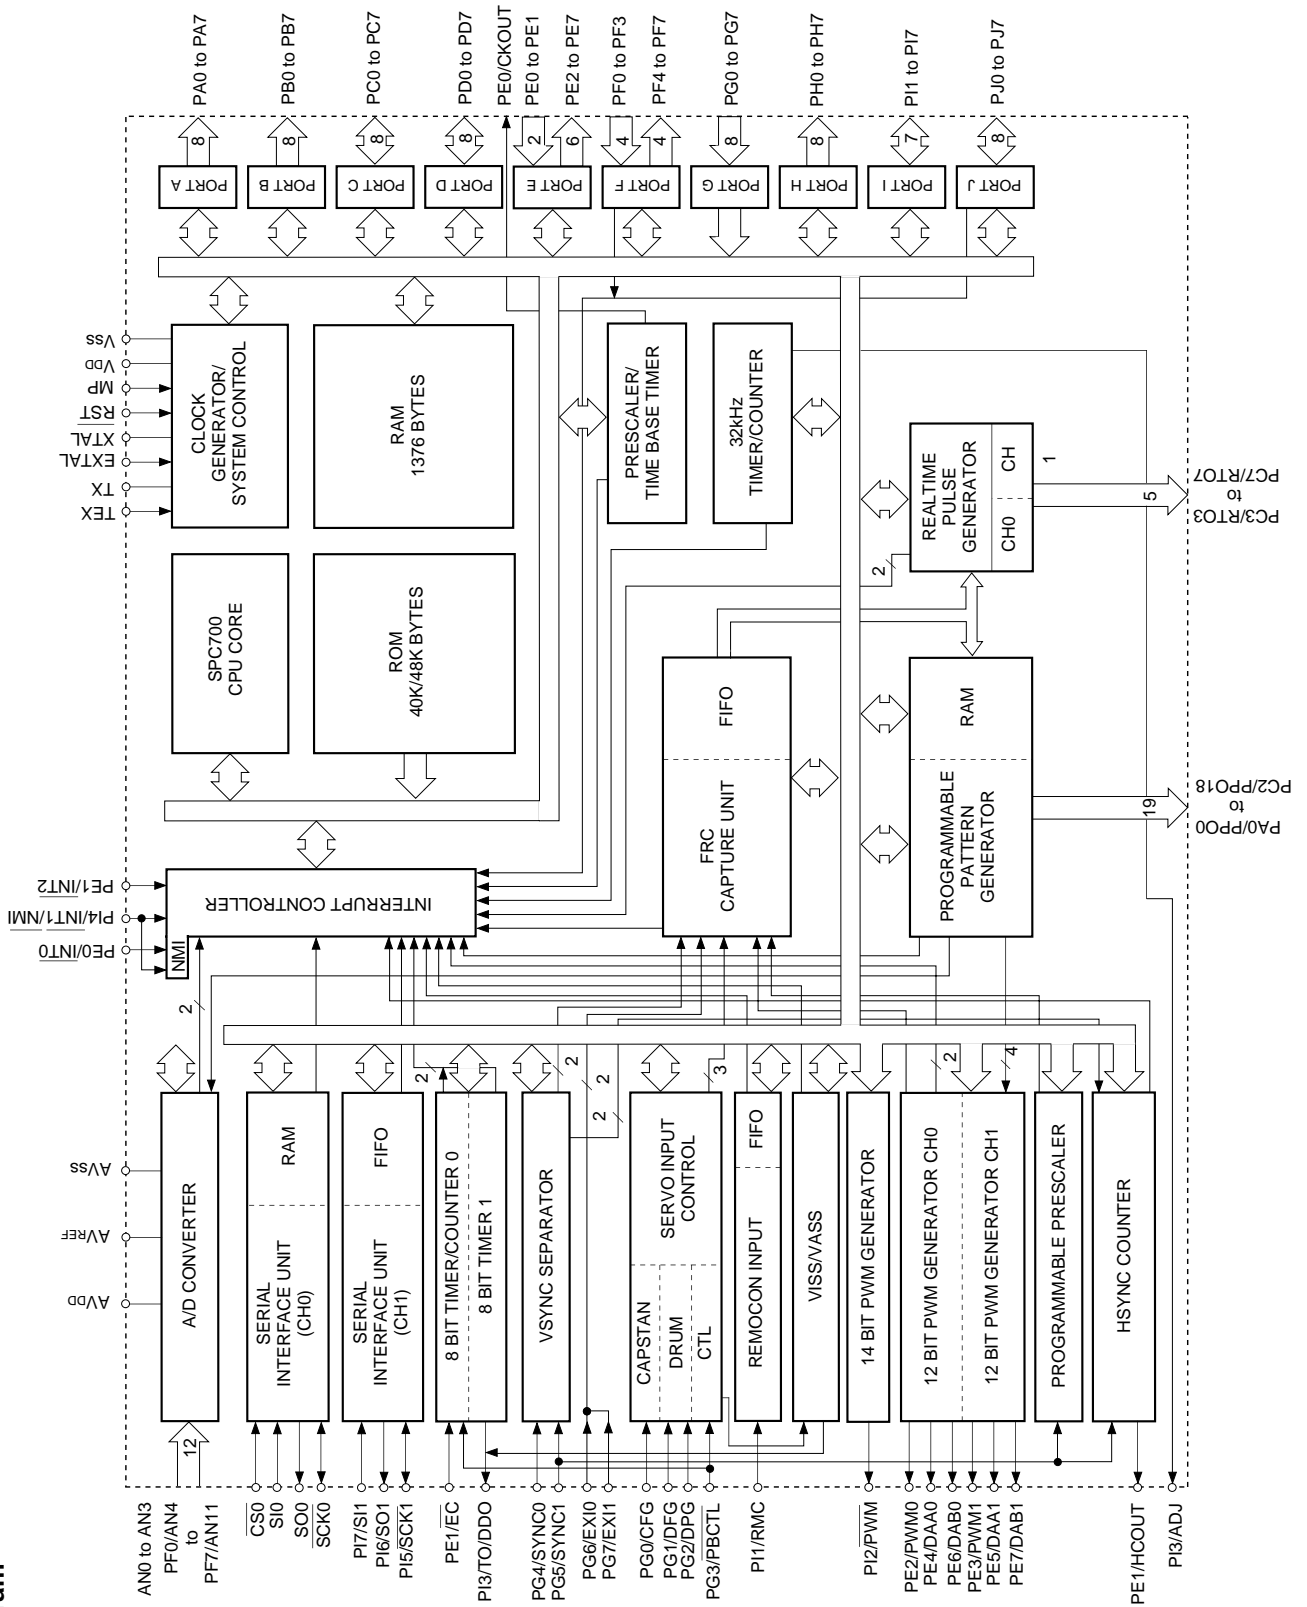 am
PA0 to PA7
PB0 to PB7
PC0 to PC7
PD0 to PD7
PE0/CKOUT
PE0 to PE1
PE2 to PE7
PF0 to PF3
PF4 to PF7
PG0 to PG7
PH0 to PH7
PI1 to PI7
PJ0 to PJ7
8
8
8
8
2
6
4
4
8
8
7
8
PORT A
PORT B
PORT C
PORT D
PORT E
PORT F
PORT G
PORT H
PORT I
PORT J
VSS
VDD
MP
RST
XTAL
EXTAL
TX
TEX
CLOCK
GENERATOR/
SYSTEM CONTROL
RAM
1376 BYTES
PRESCALER/
TIME BASE TIMER
32kHz
TIMER/COUNTER
REALTIME
PULSE
GENERATOR
CH0
CH
1
5
PC7/RTO7
to
PC3/RTO3
2
SPC700
CPU CORE
ROM
40K/48K BYTES
FRC
CAPTURE UNIT
FIFO
PROGRAMMABLE
PATTERN
GENERATOR
RAM
19
PC2/PPO18
to
PA0/PPO0
PE1/INT2
PI4/INT1/NMI
PE0/INT0
INTERRUPT CONTROLLER
NMI
2
2
2
2
2
3
2
4
AVSS
AVREF
AVDD
A/D CONVERTER
SERIAL
INTERFACE UNIT
(CH0)
RAM
SERIAL
INTERFACE UNIT
(CH1)
FIFO
8 BIT TIMER/COUNTER 0
8 BIT TIMER 1
VSYNC SEPARATOR
SERVO INPUT
CONTROL
CAPSTAN
DRUM
CTL
REMOCON INPUT
FIFO
VISS/VASS
14 BIT PWM GENERATOR
12 BIT PWM GENERATOR CH0
12 BIT PWM GENERATOR CH1
PROGRAMMABLE PRESCALER
HSYNC COUNTER
12
AN0 to AN3
PF0/AN4
to
PF7/AN11
CS0
SI0
SO0
SCK0
PI7/SI1
PI6/SO1
PI5/SCK1
PE1/EC
PI3/TO/DDO
PG4/SYNC0
PG5/SYNC1
PG6/EXI0
PG7/EXI1
PG0/CFG
PG1/DFG
PG2/DPG
PG3/PBCTL
PI1/RMC
PI2/PWM
PE2/PWM0
PE4/DAA0
PE6/DAB0
PE3/PWM1
PE5/DAA1
PE7/DAB1
PE1/HCOUT
PI3/ADJ